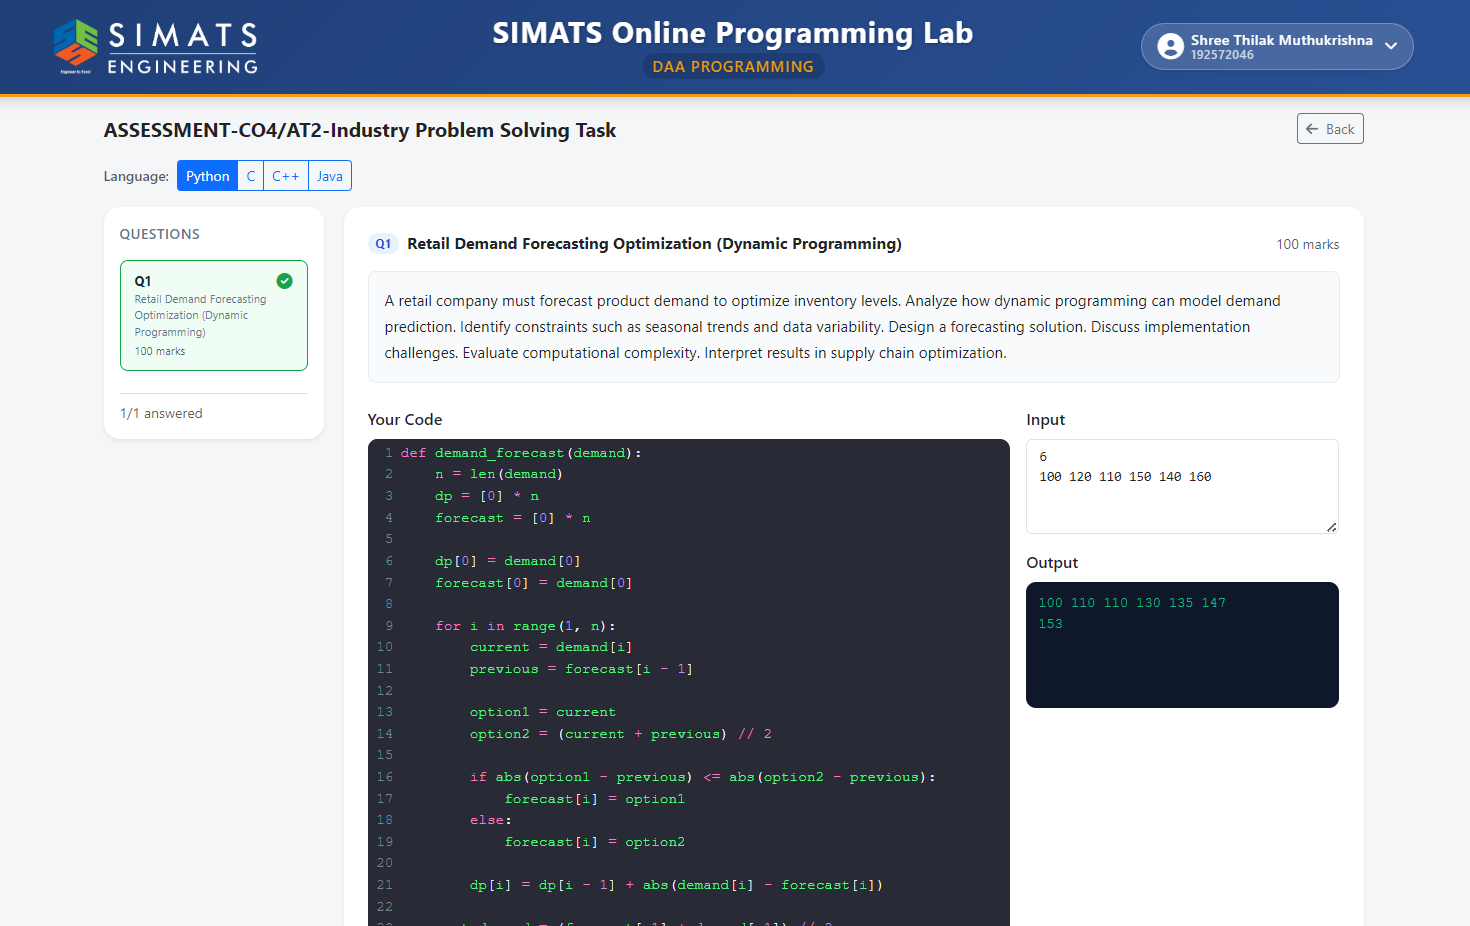 SIMATS
ENGINEERING
Engineer to Excel
SIMATS Online Programming Lab
DAA PROGRAMMING
Shree Thilak Muthukrishna
192572046
ASSESSMENT-CO4/AT2-Industry Problem Solving Task
Back
Language: Python C C++ Java
QUESTIONS
Q1
Retail Demand Forecasting
Optimization (Dynamic
Programming)
100 marks
1/1 answered
Q1 Retail Demand Forecasting Optimization (Dynamic Programming)
100 marks
A retail company must forecast product demand to optimize inventory levels. Analyze how dynamic programming can model demand
prediction. Identify constraints such as seasonal trends and data variability. Design a forecasting solution. Discuss implementation
challenges. Evaluate computational complexity. Interpret results in supply chain optimization.
Your Code
1 def demand_forecast(demand):
2     n = len(demand)
3     dp = [0] * n
4     forecast = [0] * n
5
6     dp[0] = demand[0]
7     forecast[0] = demand[0]
8
9     for i in range(1, n):
10         current = demand[i]
11         previous = forecast[i - 1]
12
13         option1 = current
14         option2 = (current + previous) // 2
15
16         if abs(option1 - previous) <= abs(option2 - previous):
17             forecast[i] = option1
18         else:
19             forecast[i] = option2
20
21         dp[i] = dp[i - 1] + abs(demand[i] - forecast[i])
22
Input
6
100 120 110 150 140 160
Output
100 110 110 130 135 147
153